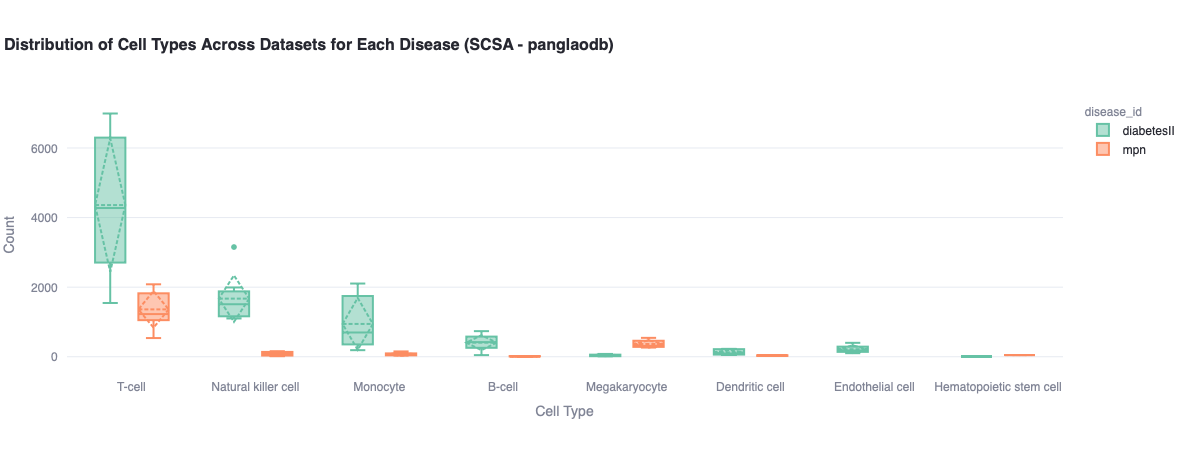 Distribution of Cell Types Across Datasets for Each Disease (SCSA - panglaodb)
disease_id
diabetesII
mpn
Count
6000
4000
2000
0
T-cell
Natural killer cell
Monocyte
B-cell
Megakaryocyte
Dendritic cell
Endothelial cell
Hematopoietic stem cell
Cell Type